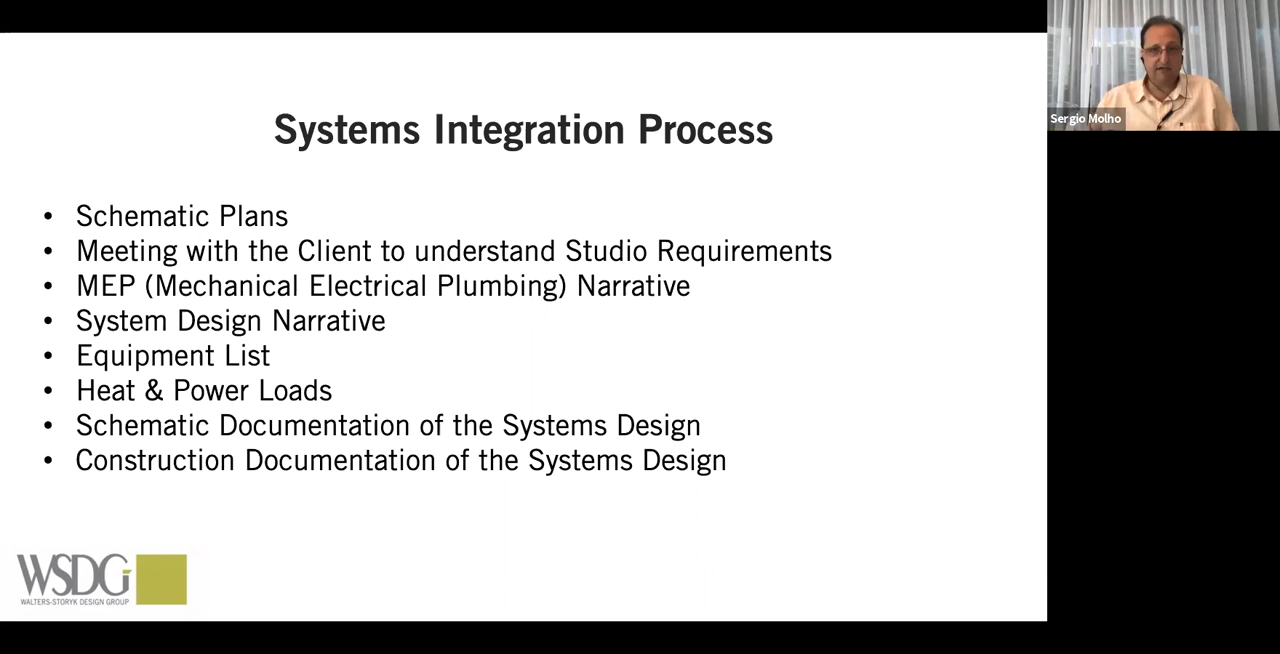 Systems Integration Process
• Schematic Plans
• Meeting with the Client to understand Studio Requirements
• MEP (Mechanical Electrical Plumbing) Narrative
• System Design Narrative
• Equipment List
• Heat & Power Loads
• Schematic Documentation of the Systems Design
• Construction Documentation of the Systems Design
WSDG
WALTERS-STORYK DESIGN GROUP
Sergio Molho